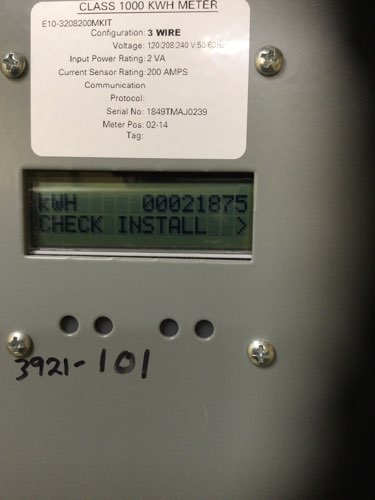 CLASS 1000 KWH METER
E10-3208200MKIT
Configuration: 3 WIRE
Voltage: 120/208-240 V:50-60Hz
Input Power Rating: 2 VA
Current Sensor Rating: 200 AMPS
Communication
Protocol:
Serial No: 1849TMAJ0239
Meter Pos: 02-14
Tag:
kWH 00021875
CHECK INSTALL >
3921-101